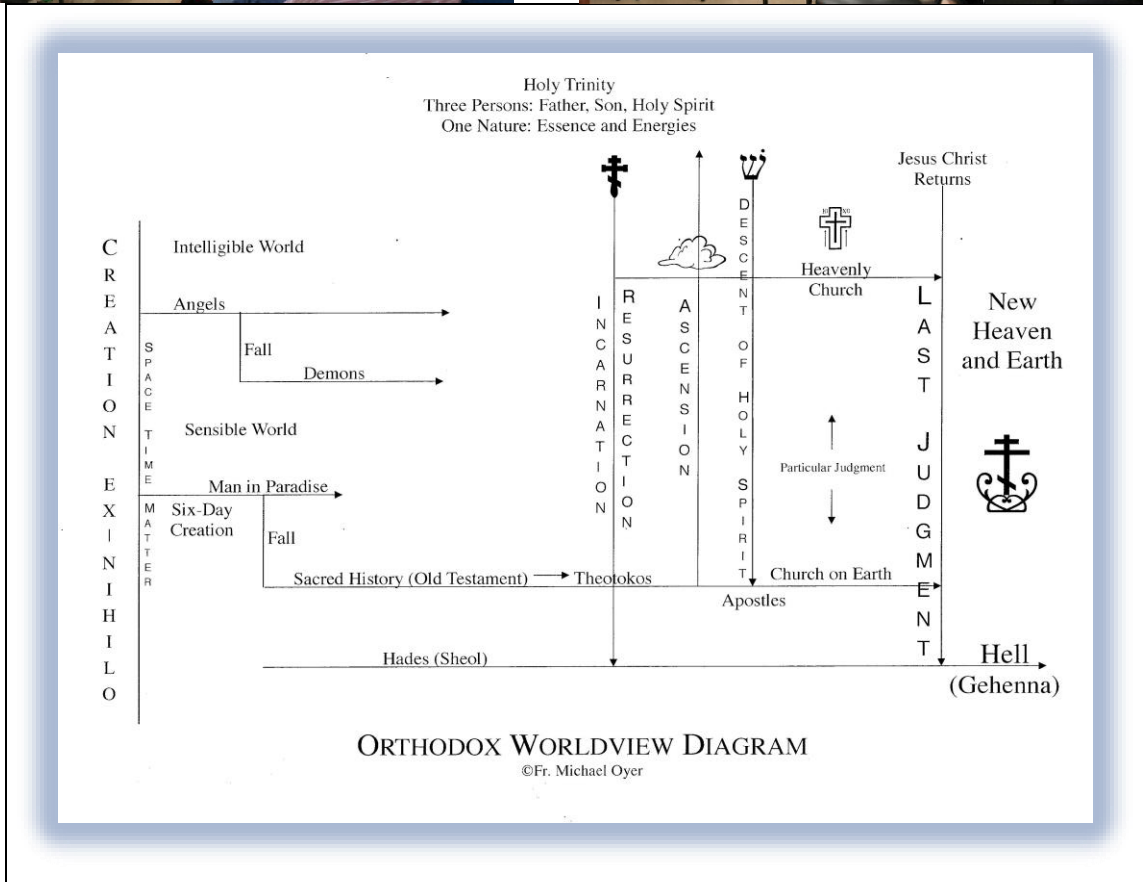 Holy Trinity
Three Persons: Father, Son, Holy Spirit
One Nature: Essence and Energies
CREATION EX-NIHILO
SPACE TIME MATTER
Intelligible World
Angels
Fall
Demons
Sensible World
Man in Paradise
Six-Day
Creation
Fall
Sacred History (Old Testament)
Theotokos
Hades (Sheol)
INCARNATION
RESURRECTION
ASCENSION
ש
DESCENT OF HOLY SPIRIT
Heavenly
Church
Particular Judgment
Church on Earth
Apostles
Jesus Christ
Returns
LAST JUDGMENT
New
Heaven
and Earth
Hell
(Gehenna)
ORTHODOX WORLDVIEW DIAGRAM
©Fr. Michael Oyer